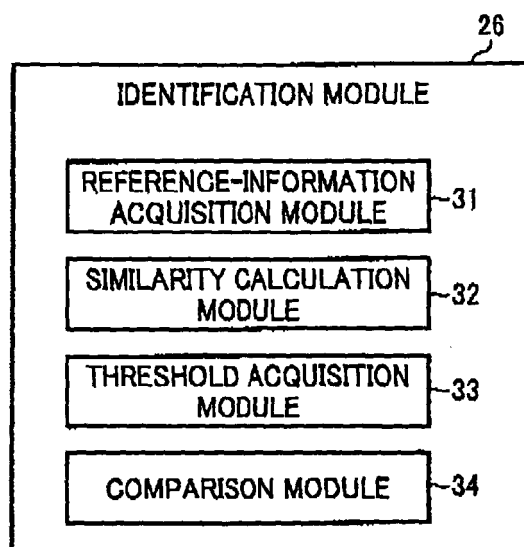 26
IDENTIFICATION MODULE
REFERENCE-INFORMATION
ACQUISITION MODULE
31
SIMILARITY CALCULATION
MODULE
32
THRESHOLD ACQUISITION
MODULE
33
COMPARISON MODULE
34